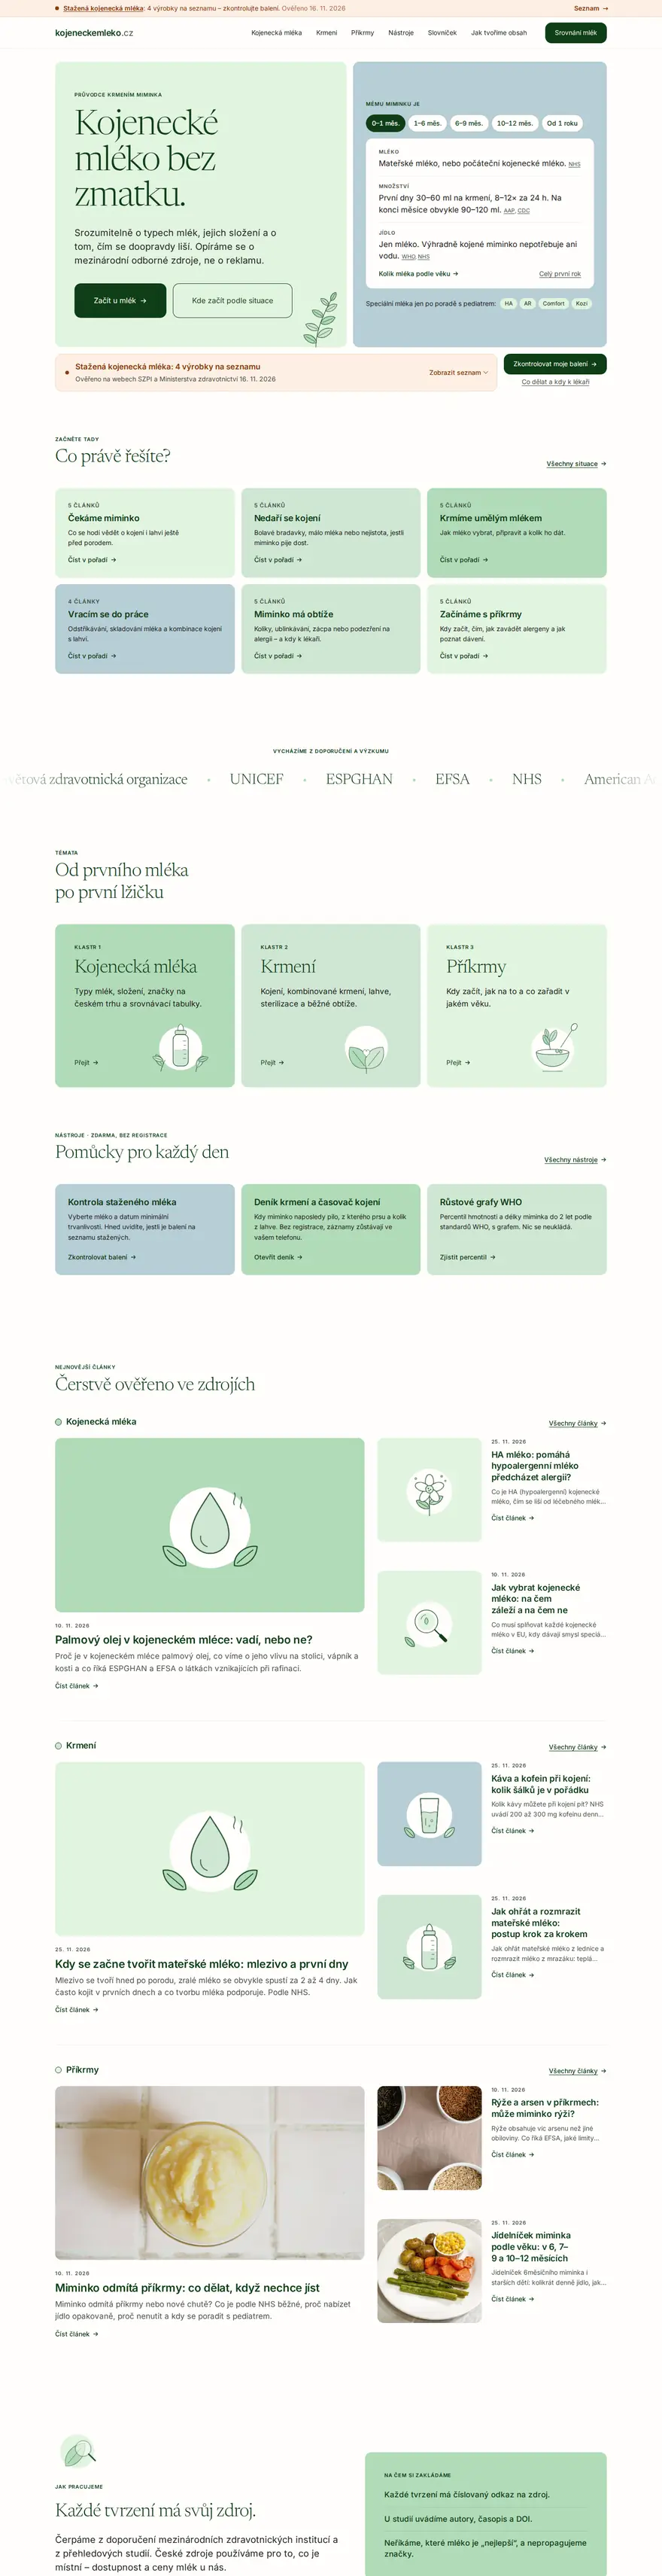 Stažená kojenecká mléka: 4 výrobky na seznamu – zkontrolujte balení. Ověřeno 16. 11. 2026
Seznam →
kojeneckemleko.cz
Kojenecká mléka
Krmení
Příkrmy
Nástroje
Slovníček
Jak tvoříme obsah
Srovnání mlék
PRŮVODCE KRMENÍM MIMINKA
Kojenecké
mléko bez
zmatku.
Srozumitelně o typech mlék, jejich složení a o
tom, čím se doopravdy liší. Opíráme se o
mezinárodní odborné zdroje, ne o reklamu.
Začít u mlék →
Kde začít podle situace
MÉMU MIMINKU JE
0–1 měs.
1–6 měs.
6–9 měs.
10–12 měs.
Od 1 roku
MLÉKO
Mateřské mléko, nebo počáteční kojenecké mléko. NHS
MNOŽSTVÍ
První dny 30–60 ml na krmení, 8–12× za 24 h. Na
konci měsíce obvykle 90–120 ml. AAP, CDC
JÍDLO
Jen mléko. Výhradně kojené miminko nepotřebuje ani
vodu. WHO, NHS
Kolik mléka podle věku →
Celý první rok
Speciální mléka jen po poradě s pediatrem:
HA
AR
Comfort
Kozí
Stažená kojenecká mléka: 4 výrobky na seznamu
Ověřeno na webech SZPI a Ministerstva zdravotnictví 16. 11. 2026
Zobrazit seznam
Zkontrolovat moje balení →
Co dělat a kdy k lékaři
ZAČNĚTE TADY
Co právě řešíte?
Všechny situace →
5 ČLÁNKŮ
Čekáme miminko
Co se hodí vědět o kojení i lahvi ještě
před porodem.
Číst v pořadí →
5 ČLÁNKŮ
Nedaří se kojení
Bolavé bradavky, málo mléka nebo nejistota, jestli
miminko pije dost.
Číst v pořadí →
5 ČLÁNKŮ
Krmíme umělým mlékem
Jak mléko vybrat, připravit a kolik ho dát.
Číst v pořadí →
4 ČLÁNKY
Vracím se do práce
Odstříkávání, skladování mléka a kombinace kojení
s lahví.
Číst v pořadí →
5 ČLÁNKŮ
Miminko má obtíže
Koliky, ublinkávání, zácpa nebo podezření na
alergii – a kdy k lékaři.
Číst v pořadí →
5 ČLÁNKŮ
Začínáme s příkrmy
Kdy začít, čím, jak zavádět alergeny a jak
poznat dávení.
Číst v pořadí →
VYCHÁZÍME Z DOPORUČENÍ A VÝZKUMU
větová zdravotnická organizace
UNICEF
ESPGHAN
EFSA
NHS
American
TÉMATA
Od prvního mléka
po první lžičku
KLASTR 1
Kojenecká mléka
Typy mlék, složení, značky na
českém trhu a srovnávací tabulky.
Přejít →
KLASTR 2
Krmení
Kojení, kombinované krmení, lahve,
sterilizace a běžné obtíže.
Přejít →
KLASTR 3
Příkrmy
Kdy začít, jak na to a co zařadit v
jakém věku.
Přejít →
NÁSTROJE · ZDARMA, BEZ REGISTRACE
Pomůcky pro každý den
Všechny nástroje →
Kontrola staženého mléka
Vyberte mléko a datum minimální
trvanlivosti. Hned uvidíte, jestli je balení na
seznamu stažených.
Zkontrolovat balení →
Deník krmení a časovač kojení
Kdy miminko naposledy pilo, z kterého prsu a kolik
z lahve. Bez registrace, záznamy zůstávají ve
vašem telefonu.
Otevřít deník →
Růstové grafy WHO
Percentil hmotnosti a délky miminka do 2 let podle
standardů WHO, s grafem. Nic se neukládá.
Zjistit percentil →
NEJNOVĚJŠÍ ČLÁNKY
Čerstvě ověřeno ve zdrojích
Kojenecká mléka
Všechny články →
10. 11. 2026
Palmový olej v kojeneckém mléce: vadí, nebo ne?
Proč je v kojeneckém mléce palmový olej, co víme o jeho vlivu na stolici, vápník a
kosti a co říká ESPGHAN a EFSA o látkách vznikajících při rafinaci.
Číst článek →
25. 11. 2026
HA mléko: pomáhá
hypoalergenní mléko
předcházet alergii?
Co je HA (hypoalergenní) kojenecké
mléko, čím se liší od léčebného mlék...
Číst článek →
10. 11. 2026
Jak vybrat kojenecké
mléko: na čem
záleží a na čem ne
Co musí splňovat každé kojenecké
mléko v EU, kdy dávají smysl speciá...
Číst článek →
Krmení
Všechny články →
25. 11. 2026
Kdy se začne tvořit mateřské mléko: mlezivo a první dny
Mlezivo se tvoří hned po porodu, zralé mléko se obvykle spustí za 2 až 4 dny. Jak
často kojit v prvních dnech a co tvorbu mléka podporuje. Podle NHS.
Číst článek →
25. 11. 2026
Káva a kofein při kojení:
kolik šálků je v pořádku
Kolik kávy můžete při kojení pít? NHS
uvádí 200 až 300 mg kofeinu denn...
Číst článek →
25. 11. 2026
Jak ohřát a rozmrazit
mateřské mléko:
postup krok za krokem
Jak ohřát mateřské mléko z lednice a
rozmrazit mléko z mrazáku: teplá...
Číst článek →
Příkrmy
Všechny články →
10. 11. 2026
Miminko odmítá příkrmy: co dělat, když nechce jíst
Miminko odmítá příkrmy nebo nové chutě? Co je podle NHS běžné, proč nabízet
jídlo opakovaně, proč nenutit a kdy se poradit s pediatrem.
Číst článek →
10. 11. 2026
Rýže a arsen v příkrmech:
může miminko rýži?
Rýže obsahuje víc arsenu než jiné
obiloviny. Co říká EFSA, jaké limity...
Číst článek →
25. 11. 2026
Jídelníček miminka
podle věku: v 6, 7–
9 a 10–12 měsících
Jídelníček 6měsíčního miminka i
starších dětí: kolikrát denně jídlo, jak...
Číst článek →
JAK PRACUJEME
Každé tvrzení má svůj zdroj.
Čerpáme z doporučení mezinárodních zdravotnických institucí a
z přehledových studií. České zdroje používáme pro to, co je
místní – dostupnost a ceny mlék u nás.
NA ČEM SI ZAKLÁDÁME
Každé tvrzení má číslovaný odkaz na zdroj.
U studií uvádíme autory, časopis a DOI.
Neříkáme, které mléko je „nejlepší“, a nepropagujeme
značky.